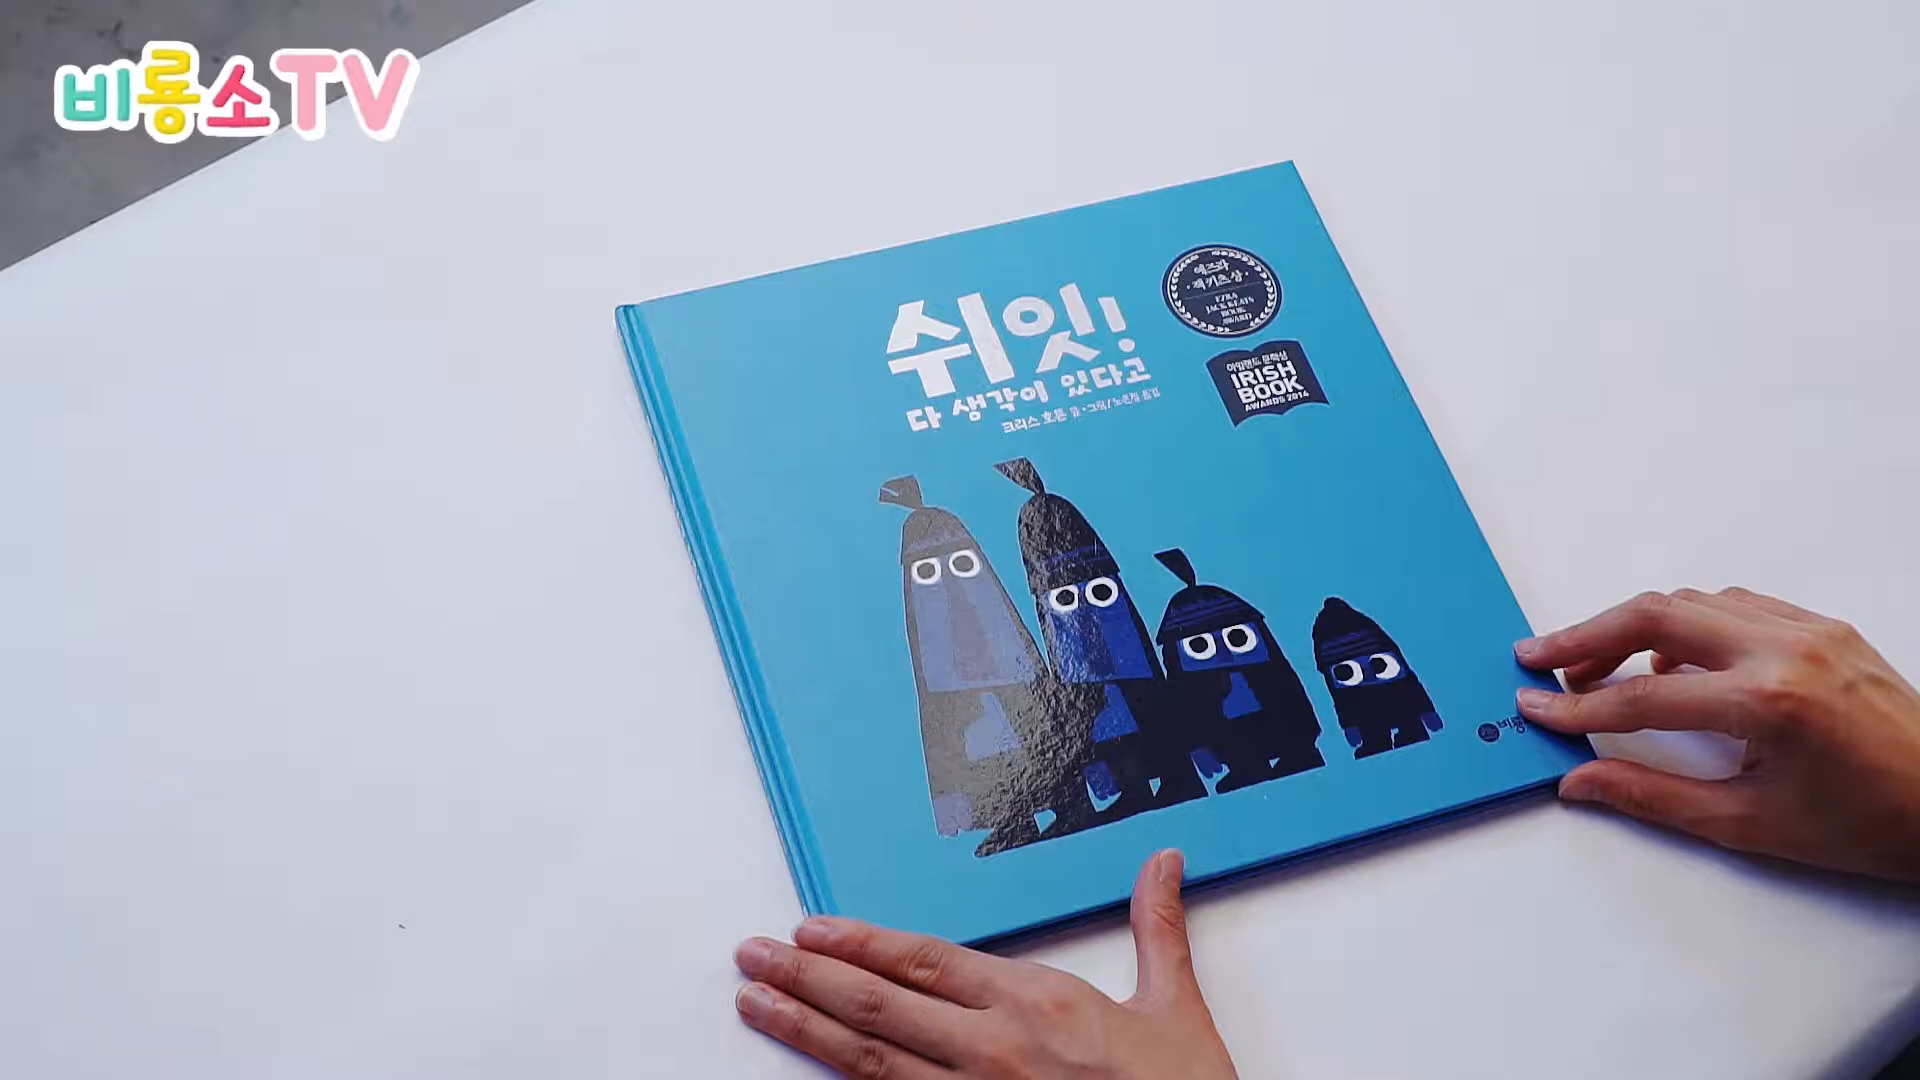 비룡소TV
쉬잇!
다 생각이 있다고
크리스 호튼 글·그림/노은정 옮김
에즈라
·잭 키츠상·
EZRA
JACK KEATS
BOOK
AWARD
아일랜드 문학상
IRISH
BOOK
AWARDS 2014
비룡